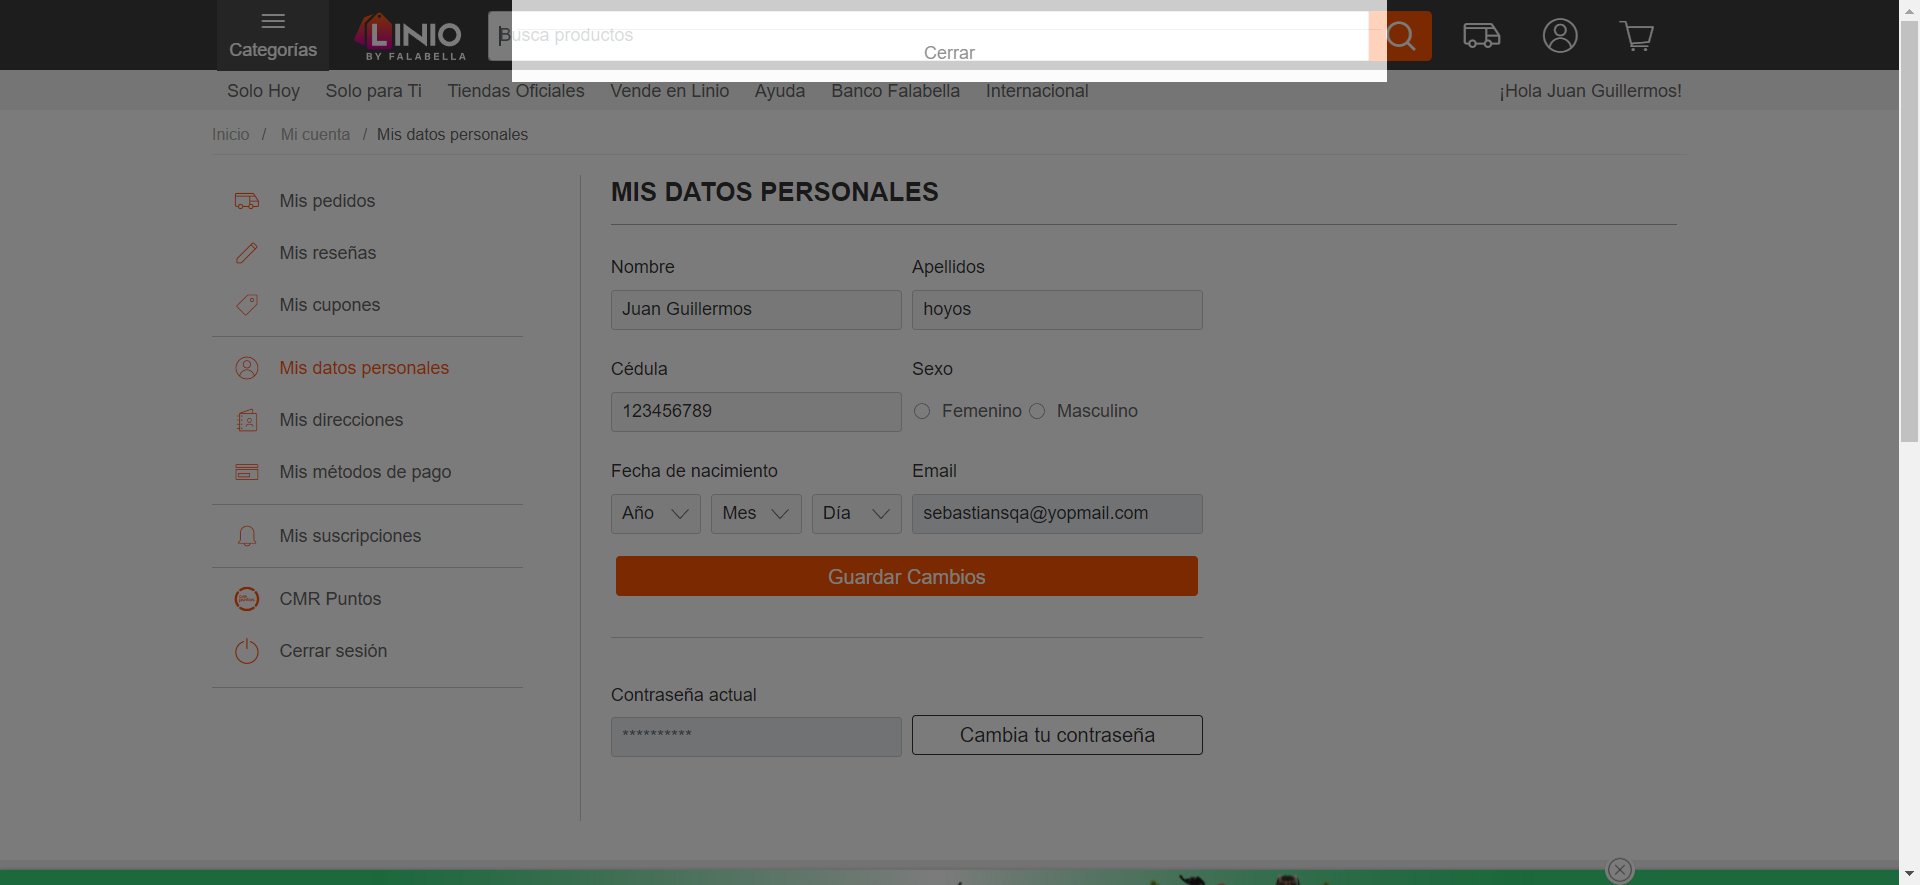 Categorías
LINIO
BY FALABELLA
Busca productos
Cerrar
Solo Hoy
Solo para Ti
Tiendas Oficiales
Vende en Linio
Ayuda
Banco Falabella
Internacional
¡Hola Juan Guillermos!
Inicio / Mi cuenta / Mis datos personales
Mis pedidos
Mis reseñas
Mis cupones
Mis datos personales
Mis direcciones
Mis métodos de pago
Mis suscripciones
CMR Puntos
Cerrar sesión
MIS DATOS PERSONALES
Nombre
Apellidos
Juan Guillermos
hoyos
Cédula
Sexo
123456789
Femenino
Masculino
Fecha de nacimiento
Email
Año
Mes
Día
sebastiansqa@yopmail.com
Guardar Cambios
Contraseña actual
**********
Cambia tu contraseña